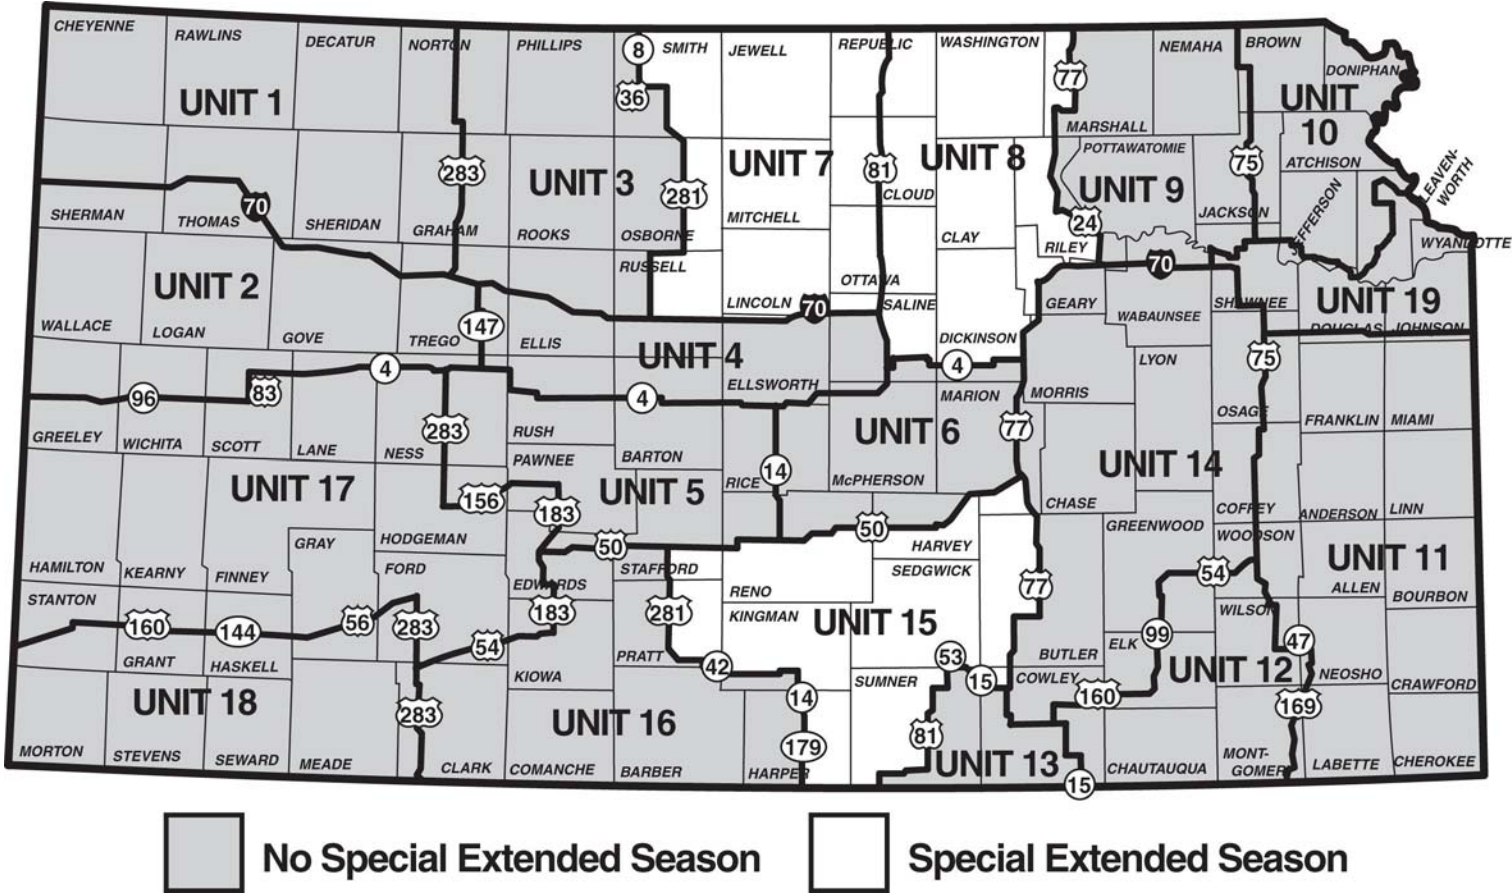 CHEYENNE
RAWLINS
DECATUR
NORTON
PHILLIPS
8
SMITH
JEWELL
REPUBLIC
WASHINGTON
77
NEMAHA
BROWN
DONIPHAN
UNIT 1
36
MARSHALL
UNIT
10
283
UNIT 3
281
UNIT 7
81
UNIT 8
POTTAWATOMIE
UNIT 9
75
ATCHISON
LEAVEN-
WORTH
JEFFERSON
70
SHERMAN
THOMAS
SHERIDAN
GRAHAM
ROOKS
OSBORNE
MITCHELL
CLOUD
CLAY
24
JACKSON
RILEY
WYANDOTTE
RUSSELL
70
UNIT 2
OTTAWA
LINCOLN
70
SALINE
GEARY
WABAUNSEE
SHAWNEE
UNIT 19
DOUGLAS
JOHNSON
WALLACE
LOGAN
GOVE
TREGO
147
ELLIS
UNIT 4
DICKINSON
LYON
75
96
83
4
4
ELLSWORTH
4
MARION
MORRIS
OSAGE
FRANKLIN
MIAMI
GREELEY
WICHITA
SCOTT
LANE
NESS
283
RUSH
PAWNEE
BARTON
UNIT 6
77
UNIT 14
UNIT 17
156
183
UNIT 5
RICE
14
McPHERSON
CHASE
GREENWOOD
COFFEY
ANDERSON
LINN
WOODSON
GRAY
HODGEMAN
50
50
HARVEY
UNIT 11
HAMILTON
KEARNY
FINNEY
FORD
EDWARDS
STAFFORD
SEDGWICK
77
54
ALLEN
BOURBON
STANTON
RENO
KINGMAN
UNIT 15
WILSON
160
144
56
283
54
183
281
99
47
GRANT
HASKELL
KIOWA
PRATT
42
53
BUTLER
ELK
UNIT 12
NEOSHO
CRAWFORD
SUMNER
15
COWLEY
160
UNIT 18
283
UNIT 16
14
81
169
MORTON
STEVENS
SEWARD
MEADE
CLARK
COMANCHE
BARBER
HARPER
179
UNIT 13
15
CHAUTAUQUA
MONT-
GOMERY
LABETTE
CHEROKEE
No Special Extended Season
Special Extended Season